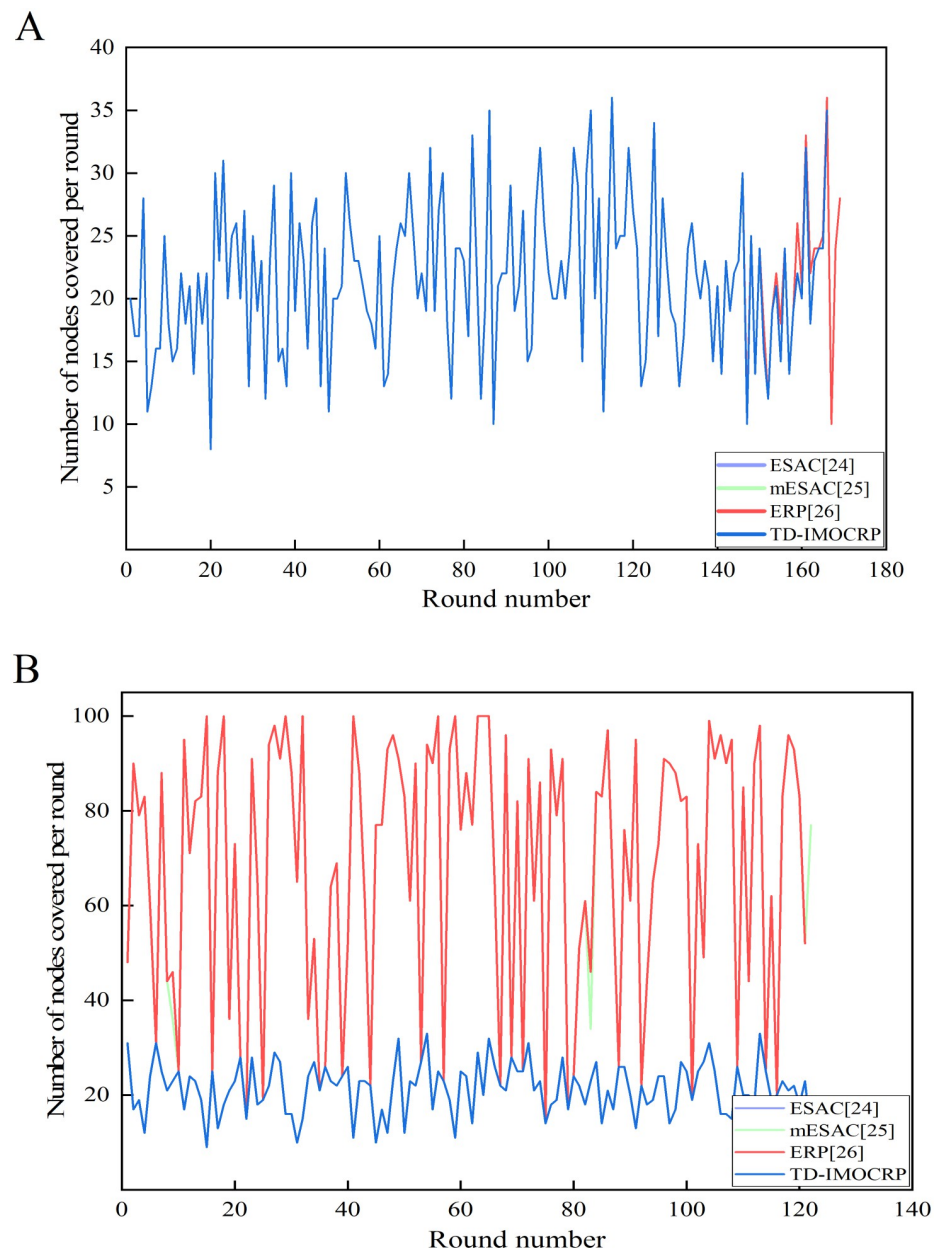 A
40
35
30
25
20
15
10
5
Number of nodes covered per round
0 20 40 60 80 100 120 140 160 180
Round number
ESAC[24]
mESAC[25]
ERP[26]
TD-IMOCRP
B
100
80
60
40
20
Number of nodes covered per round
0 20 40 60 80 100 120 140
Round number
ESAC[24]
mESAC[25]
ERP[26]
TD-IMOCRP